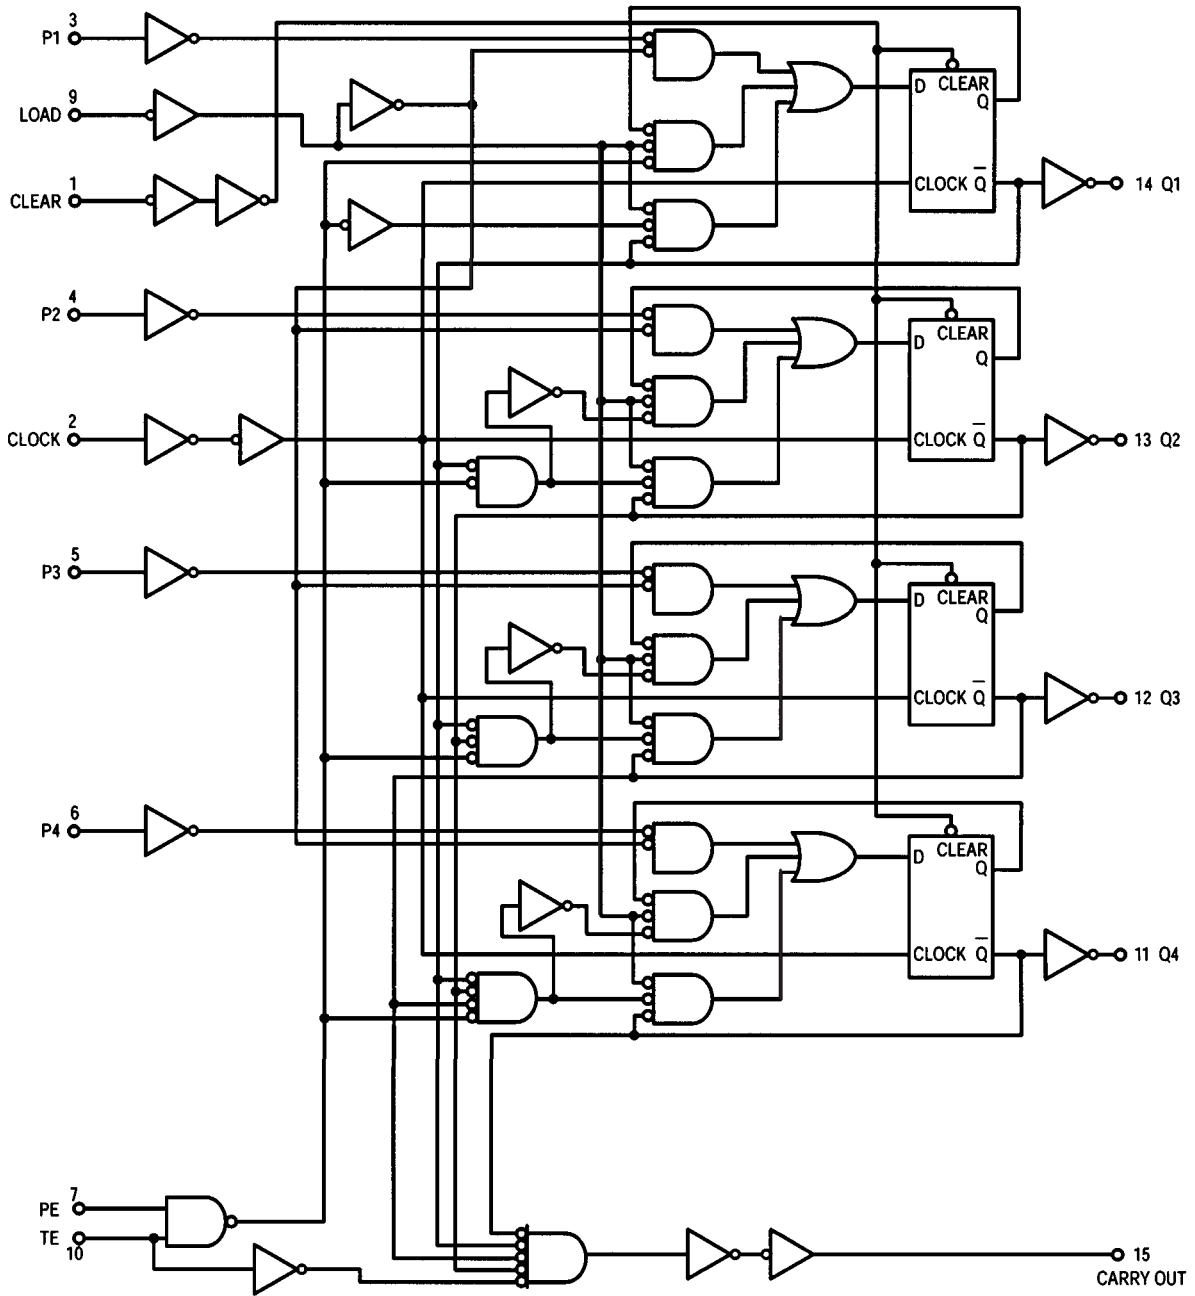 3
P1
CLEAR
D
Q
9
LOAD
1
CLEAR
CLOCK Q̅
14 Q1
4
P2
CLEAR
D
Q
2
CLOCK
CLOCK Q̅
13 Q2
5
P3
CLEAR
D
Q
CLOCK Q̅
12 Q3
6
P4
CLEAR
D
Q
CLOCK Q̅
11 Q4
7
PE
TE
10
15
CARRY OUT